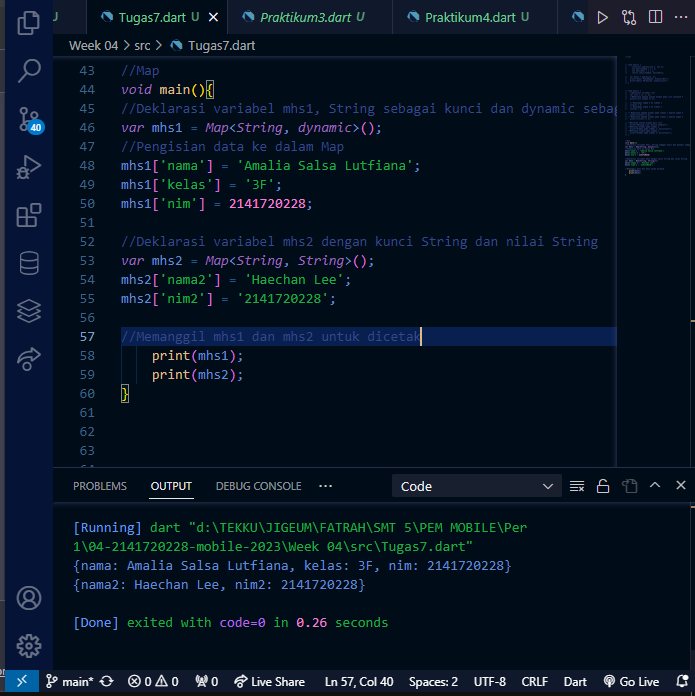 U Tugas7.dart U Praktikum3.dart U Praktikum4.dart U
Week 04 > src > Tugas7.dart
43 //Map
44 void main(){
45 //Deklarasi variabel mhs1, String sebagai kunci dan dynamic sebag
46 var mhs1 = Map<String, dynamic>();
47 //Pengisian data ke dalam Map
48 mhs1['nama'] = 'Amalia Salsa Lutfiana';
49 mhs1['kelas'] = '3F';
50 mhs1['nim'] = 2141720228;
51
52 //Deklarasi variabel mhs2 dengan kunci String dan nilai String
53 var mhs2 = Map<String, String>();
54 mhs2['nama2'] = 'Haechan Lee';
55 mhs2['nim2'] = '2141720228';
56
57 //Memanggil mhs1 dan mhs2 untuk dicetak
58 print(mhs1);
59 print(mhs2);
60 }
61
62
63
40
PROBLEMS OUTPUT DEBUG CONSOLE ... Code
[Running] dart "d:\TEKKU\JIGEUM\FATRAH\SMT 5\PEM MOBILE\Per
1\04-2141720228-mobile-2023\Week 04\src\Tugas7.dart"
{nama: Amalia Salsa Lutfiana, kelas: 3F, nim: 2141720228}
{nama2: Haechan Lee, nim2: 2141720228}
[Done] exited with code=0 in 0.26 seconds
main* 0 0 0 Live Share Ln 57, Col 40 Spaces: 2 UTF-8 CRLF Dart Go Live